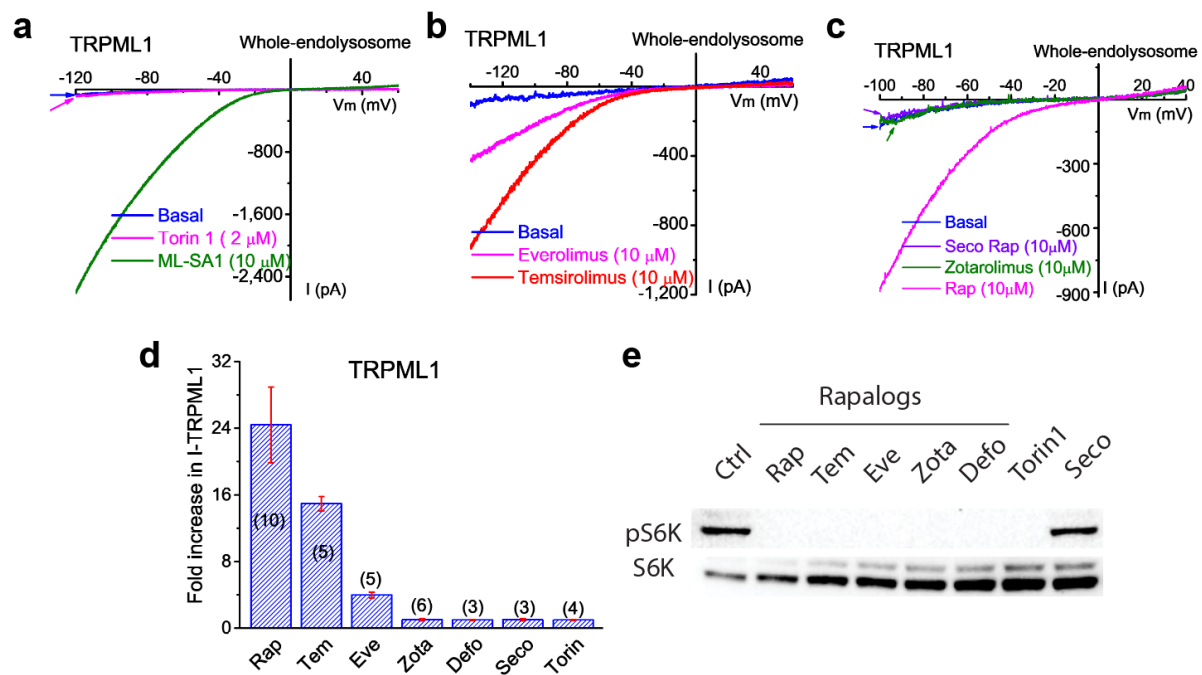 a
TRPML1
Whole-endolysosome
-120
-80
-40
40
Vm (mV)
-800
-1,600
-2,400
Basal
Torin 1 ( 2 μM)
ML-SA1 (10 μM)
I (pA)
b
TRPML1
Whole-endolysosome
-120
-80
-40
40
Vm (mV)
-400
-800
-1,200
Basal
Everolimus (10 μM)
Temsirolimus (10 μM)
I (pA)
c
TRPML1
Whole-endolysosome
-100
-80
-60
-40
-20
20
40
Vm (mV)
-300
-600
-900
Basal
Seco Rap (10μM)
Zotarolimus (10μM)
Rap (10μM)
I (pA)
d
TRPML1
Fold increase in I-TRPML1
32
24
16
8
0
(10)
(5)
(5)
(6)
(3)
(3)
(4)
Rap
Tem
Eve
Zota
Defo
Seco
Torin
e
Rapalogs
Ctrl
Rap
Tem
Eve
Zota
Defo
Torin1
Seco
pS6K
S6K